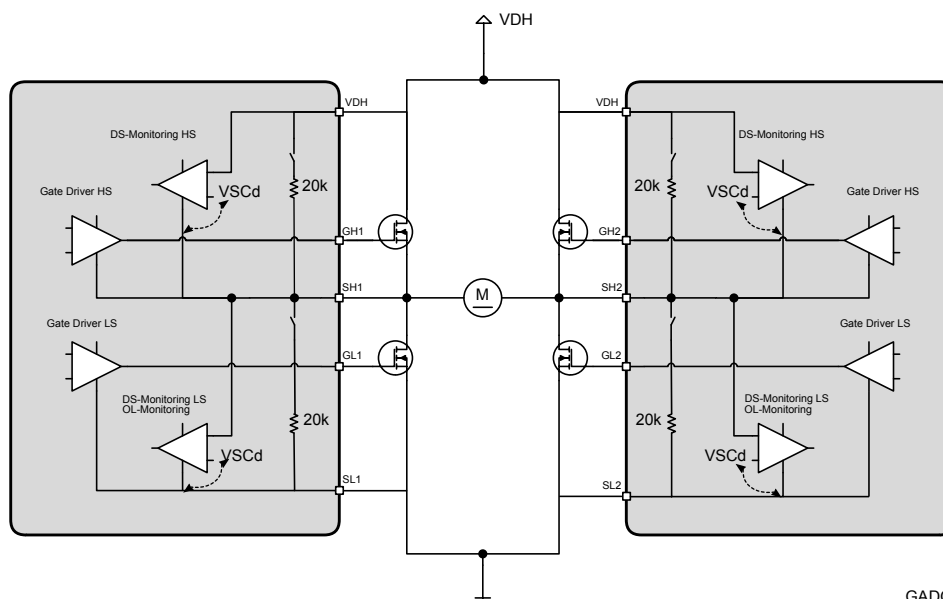 VDH
VDH
VDH
DS-Monitoring HS
DS-Monitoring HS
VSCd
20k
20k
VSCd
Gate Driver HS
Gate Driver HS
GH1
GH2
SH1
M
SH2
Gate Driver LS
Gate Driver LS
GL1
GL2
DS-Monitoring LS
OL-Monitoring
DS-Monitoring LS
OL-Monitoring
20k
20k
VSCd
VSCd
SL1
SL2